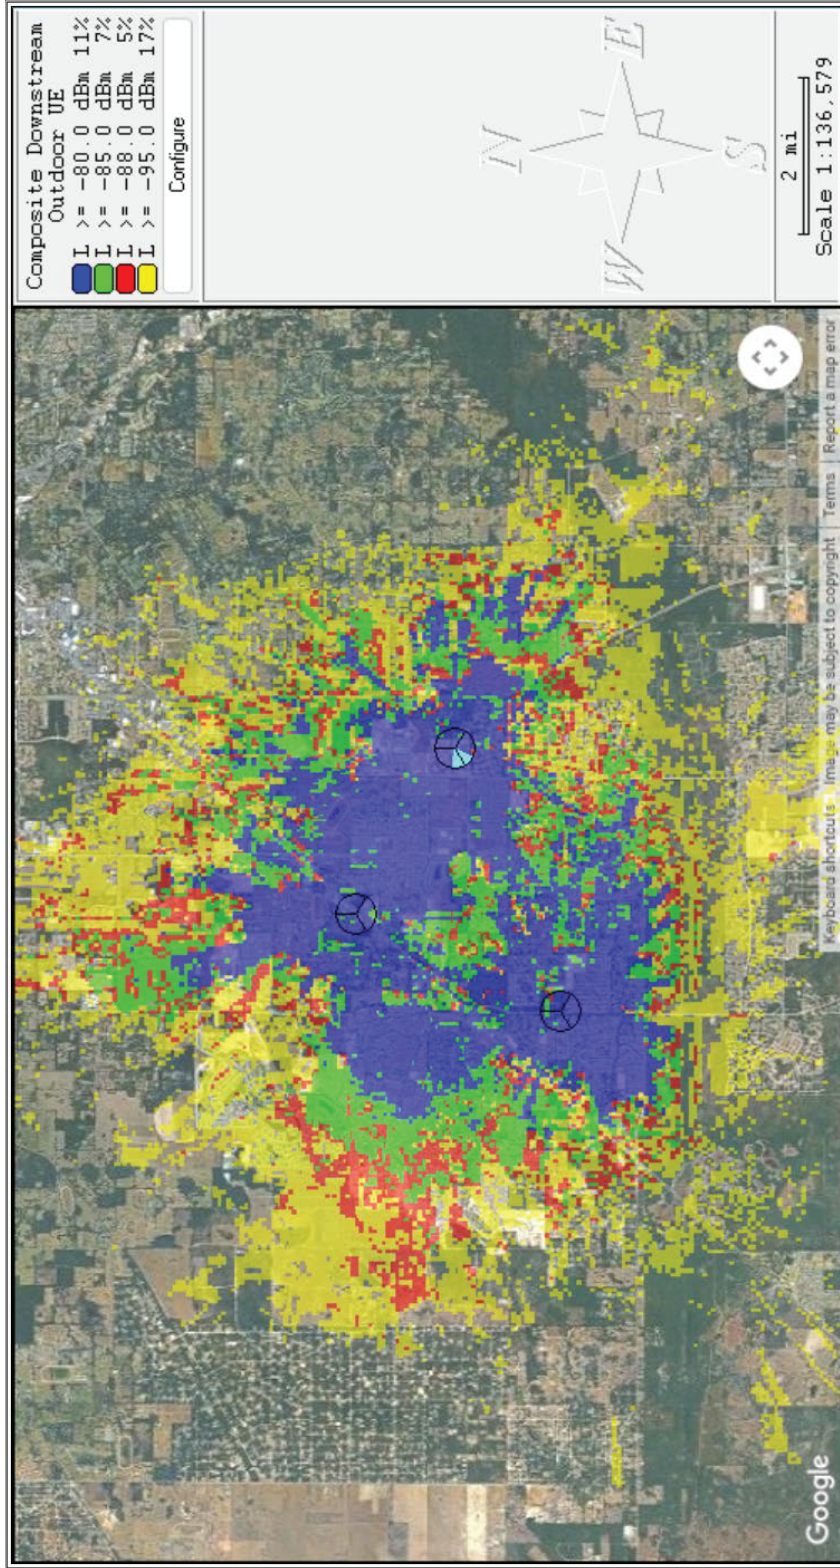 Composite Downstream
Outdoor UE
L >= -80.0 dBm 11%
L >= -85.0 dBm 7%
L >= -88.0 dBm 5%
L >= -95.0 dBm 17%
Configure
N
W E
S
2 mi
Scale 1:136,579
Google
Keyboard shortcuts Imagery may be subject to copyright Terms Report a map error